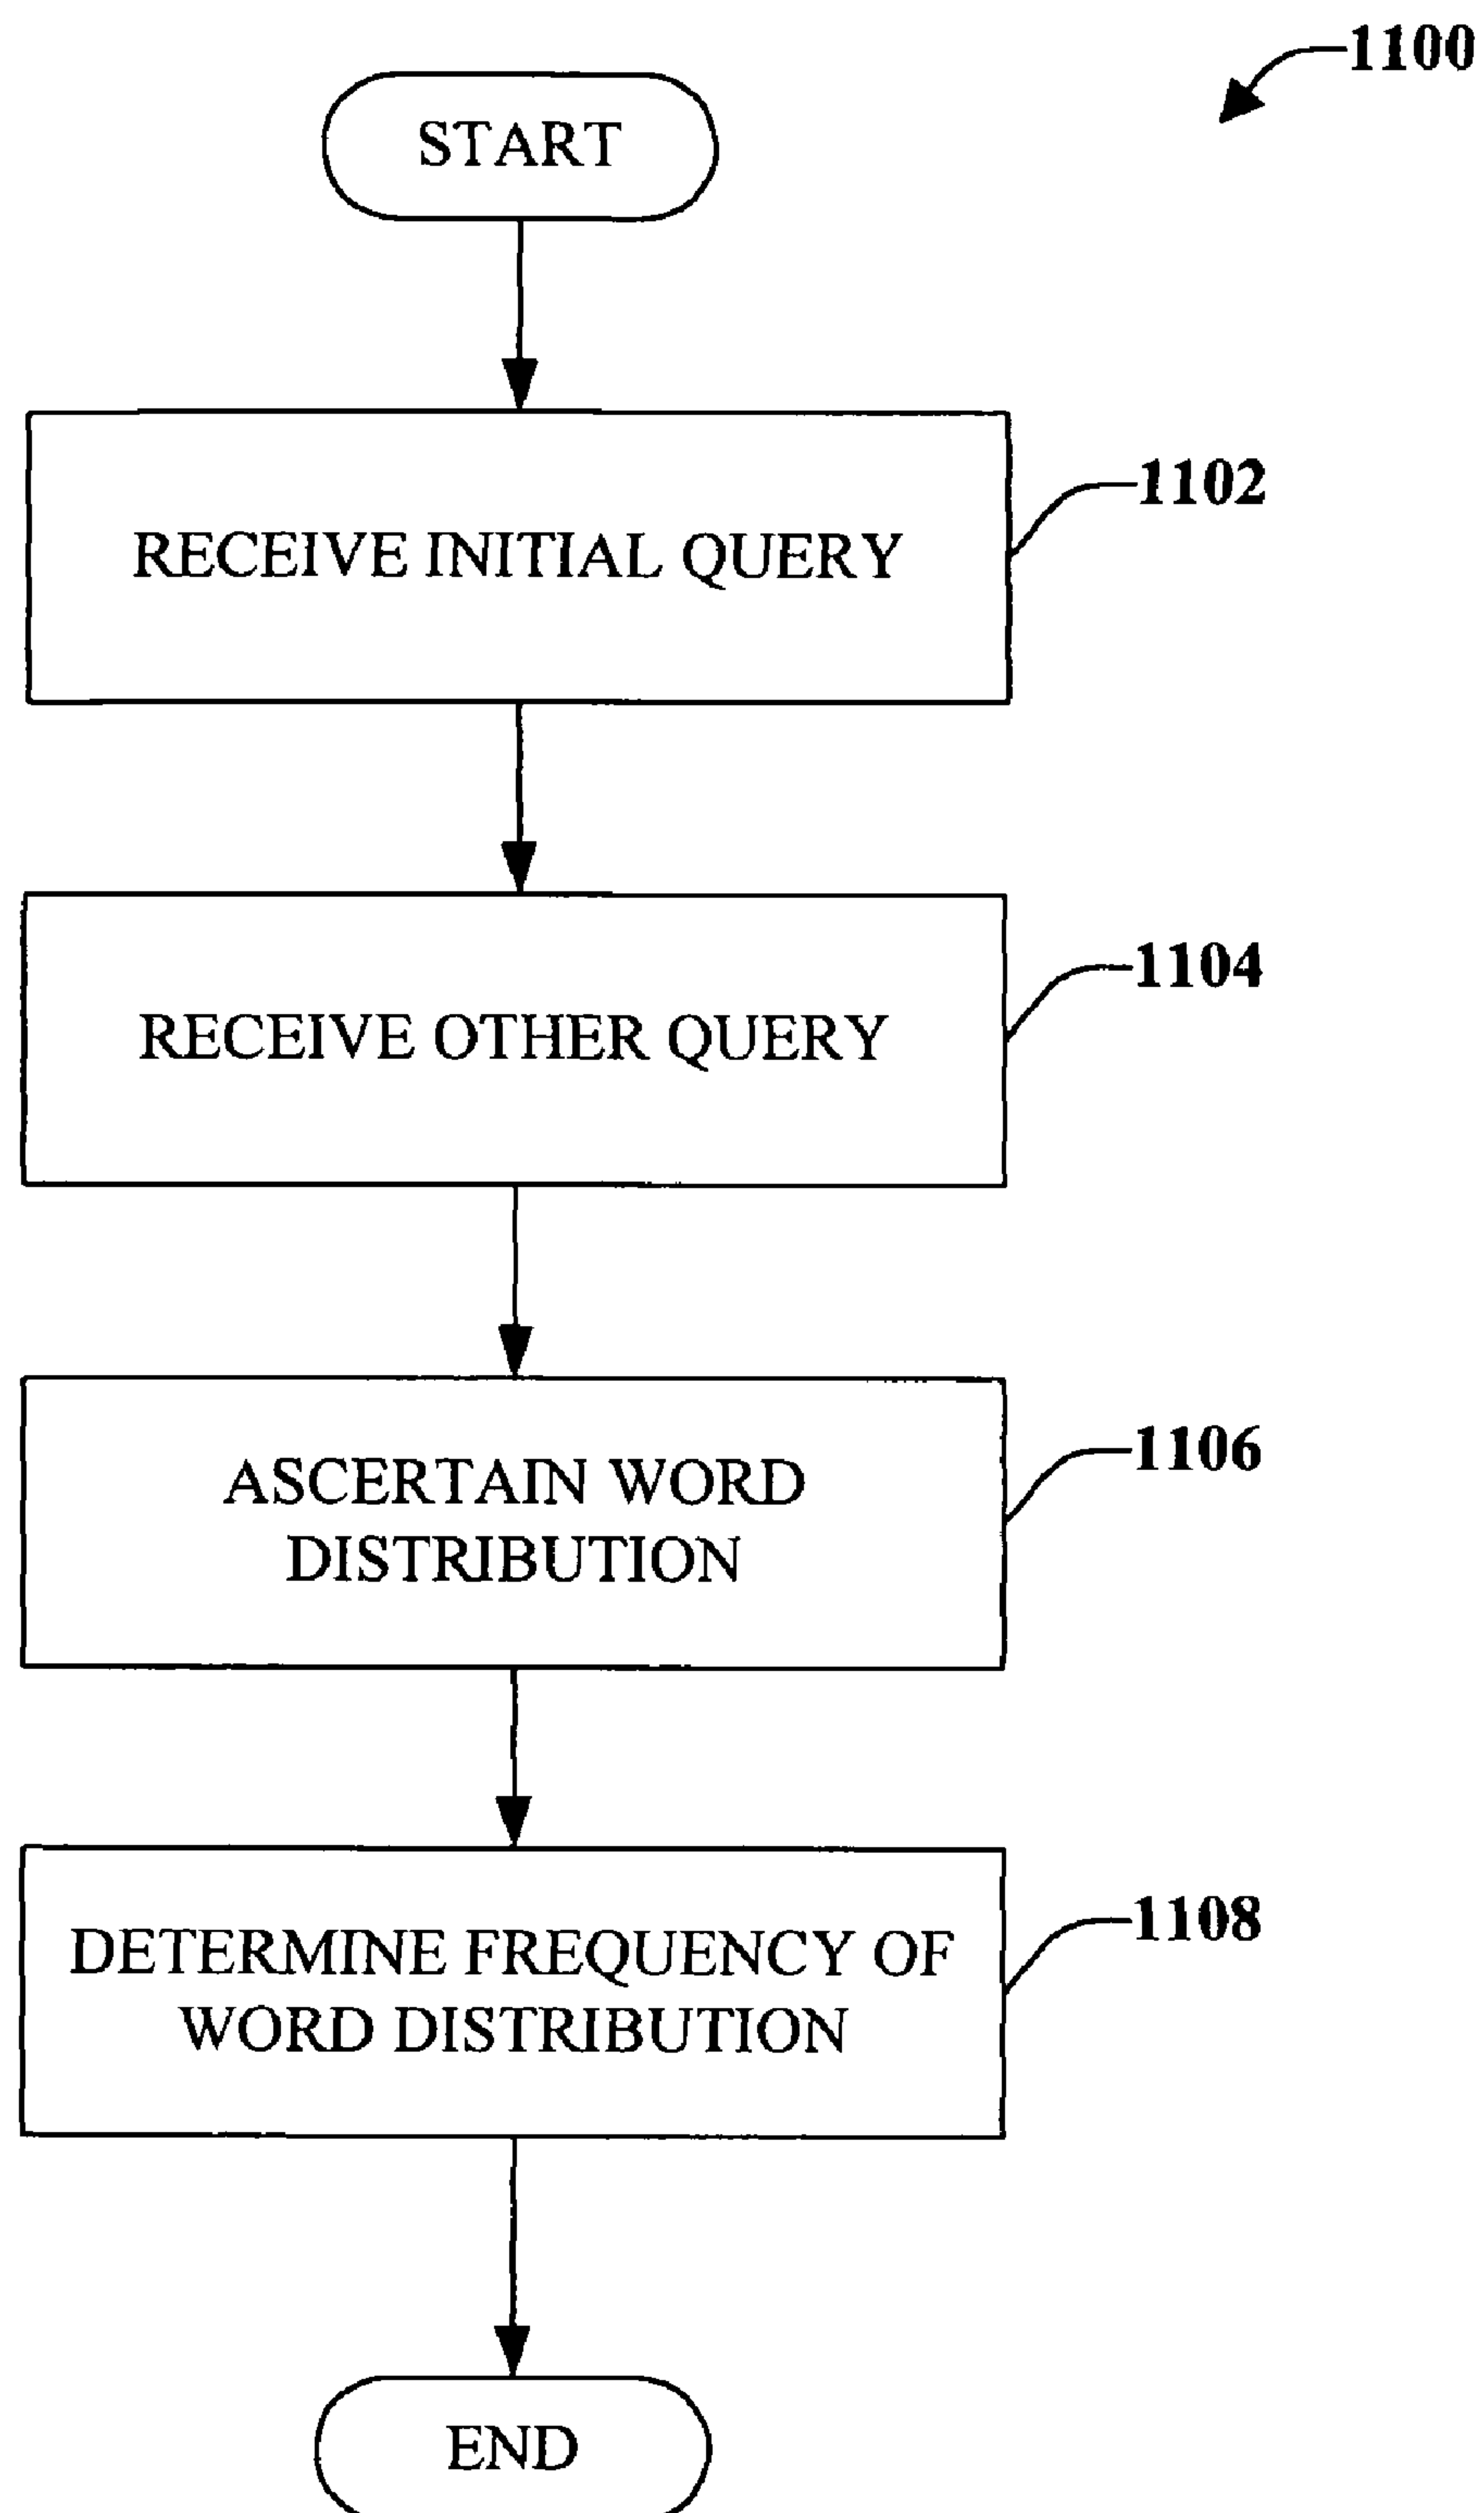 1100
START
RECEIVE INITIAL QUERY
1102
RECEIVE OTHER QUERY
1104
ASCERTAIN WORD
DISTRIBUTION
1106
DETERMINE FREQUENCY OF
WORD DISTRIBUTION
1108
END